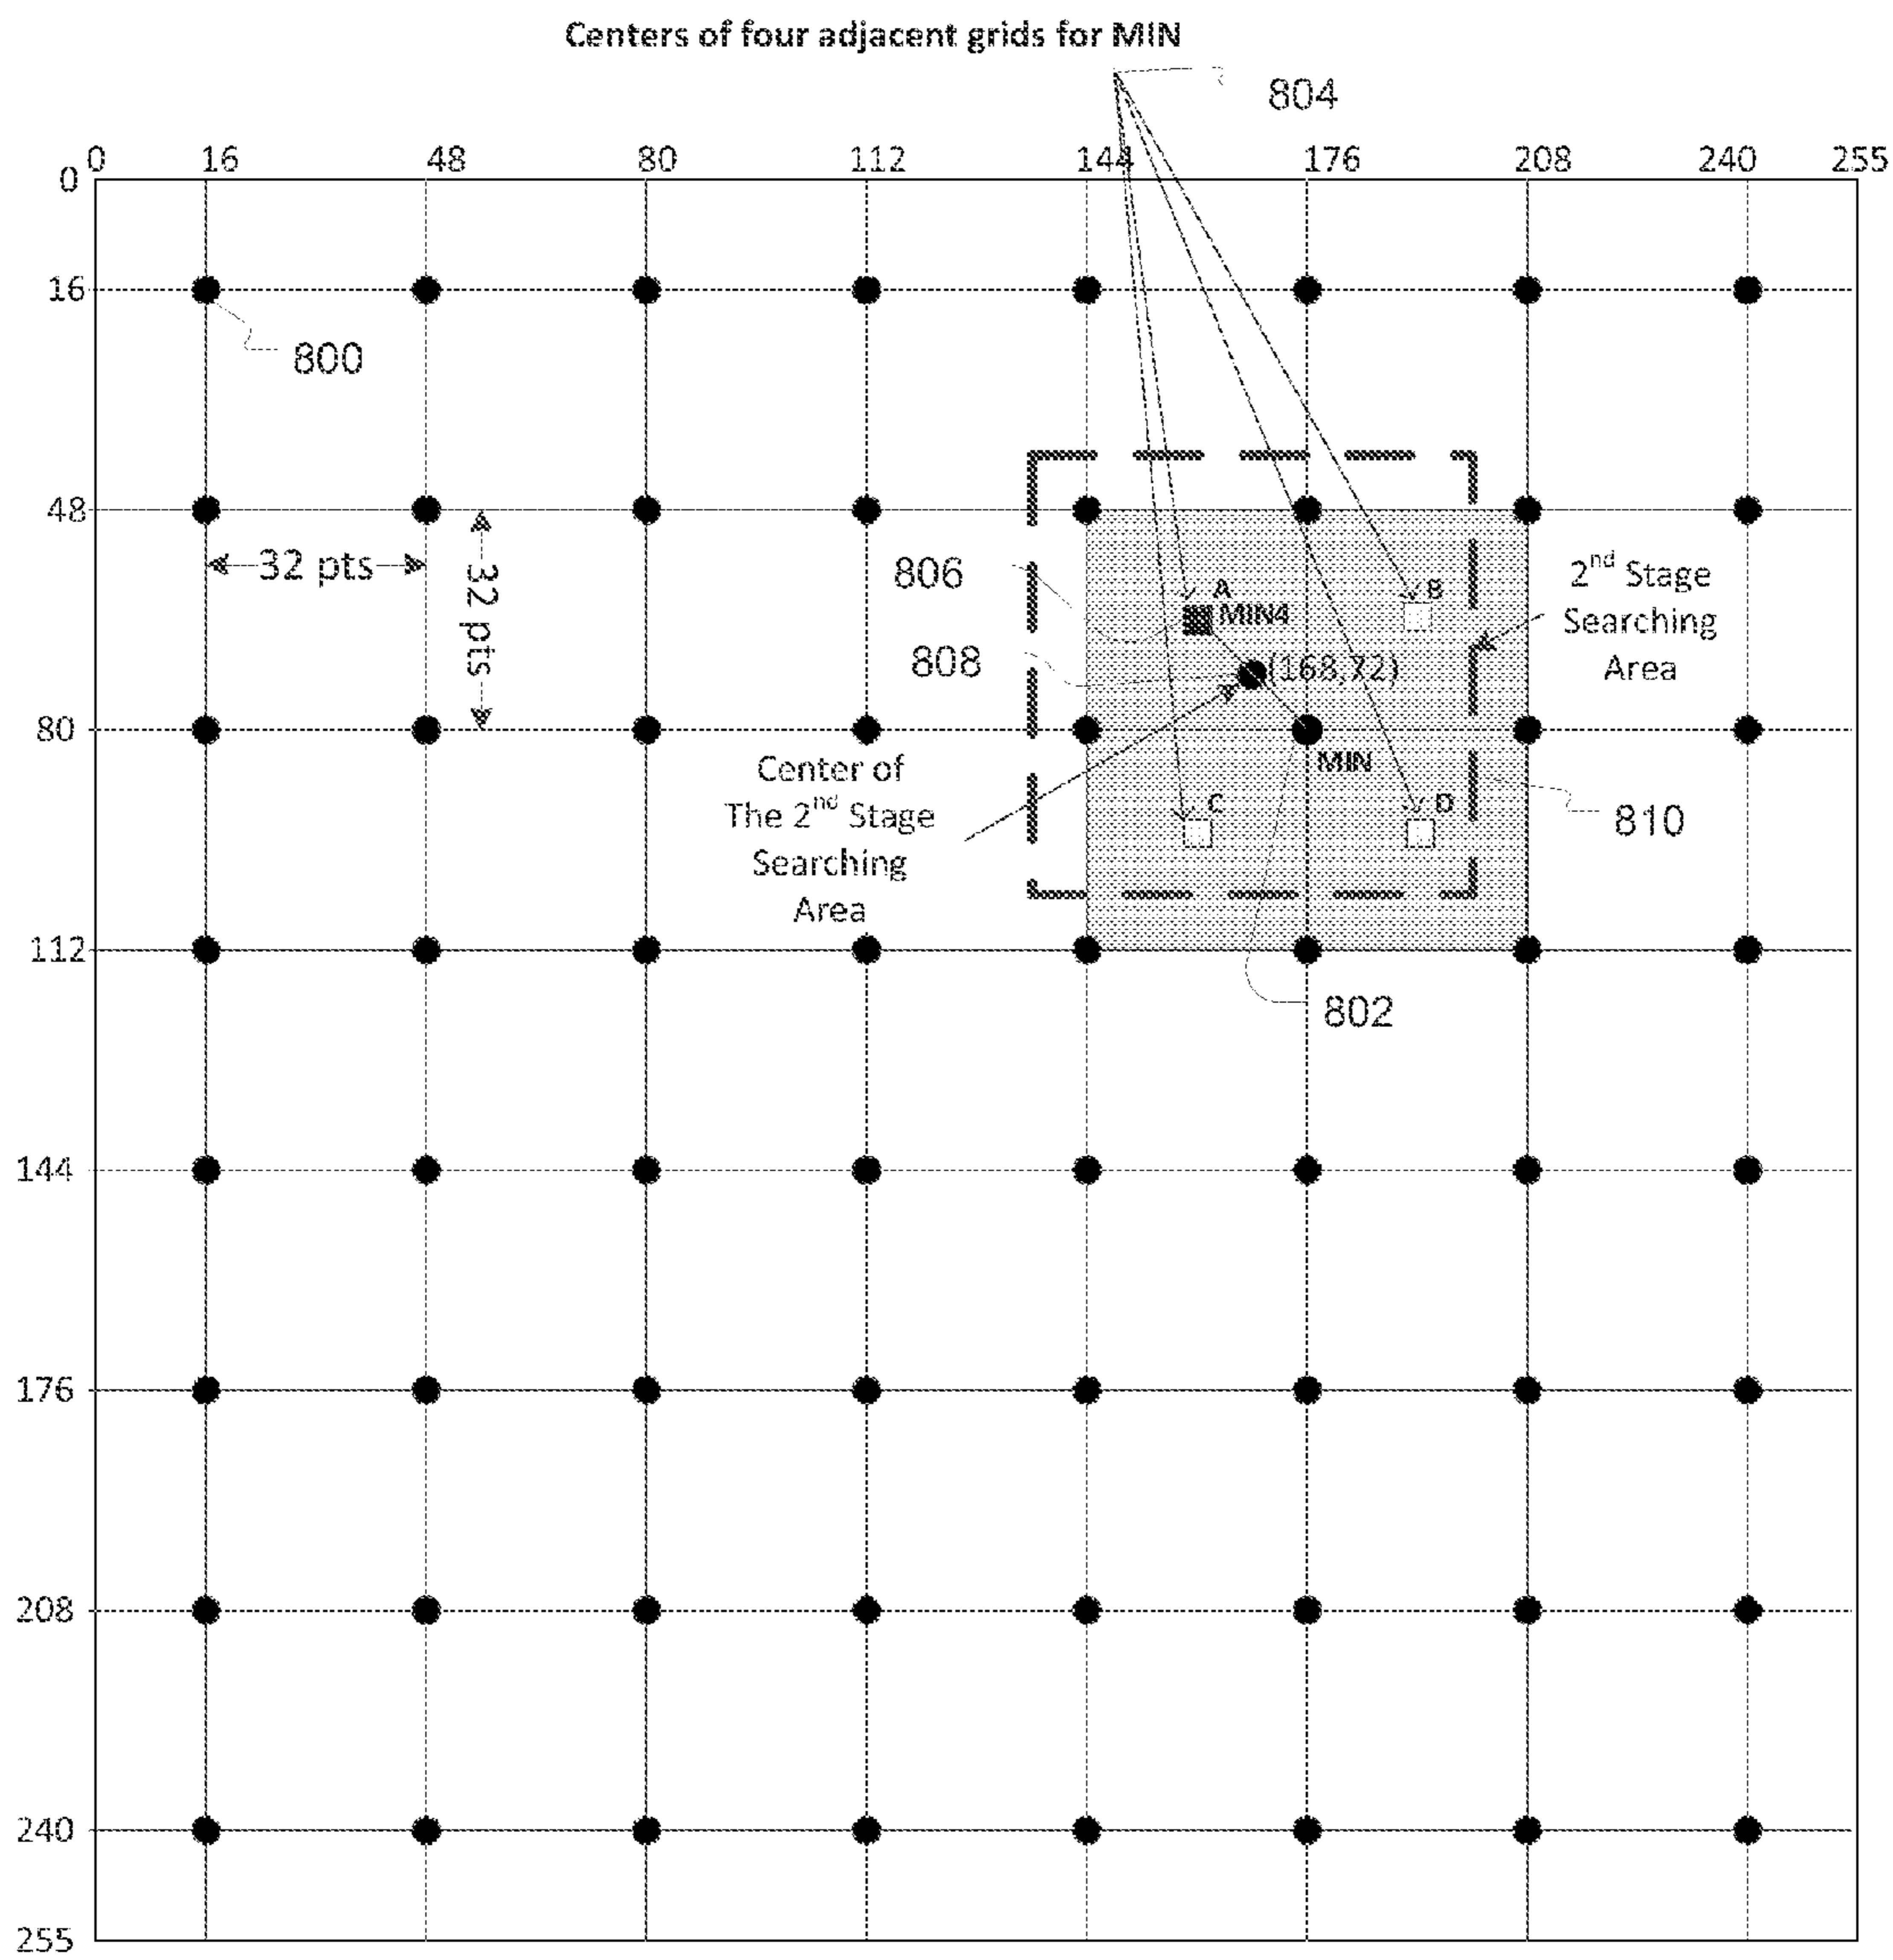 Centers of four adjacent grids for MIN
804
0 16 48 80 112 144 176 208 240 255
0
16
800
48
32 pts
32 pts
806
A
MIN4
B
2nd Stage
Searching
Area
808
(168,72)
80
MIN
Center of
The 2nd Stage
Searching
Area
C
D
810
112
802
144
176
208
240
255